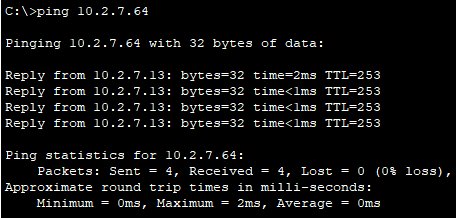 C:\>ping 10.2.7.64
Pinging 10.2.7.64 with 32 bytes of data:
Reply from 10.2.7.13: bytes=32 time=2ms TTL=253
Reply from 10.2.7.13: bytes=32 time<1ms TTL=253
Reply from 10.2.7.13: bytes=32 time<1ms TTL=253
Reply from 10.2.7.13: bytes=32 time<1ms TTL=253
Ping statistics for 10.2.7.64:
Packets: Sent = 4, Received = 4, Lost = 0 (0% loss),
Approximate round trip times in milli-seconds:
Minimum = 0ms, Maximum = 2ms, Average = 0ms